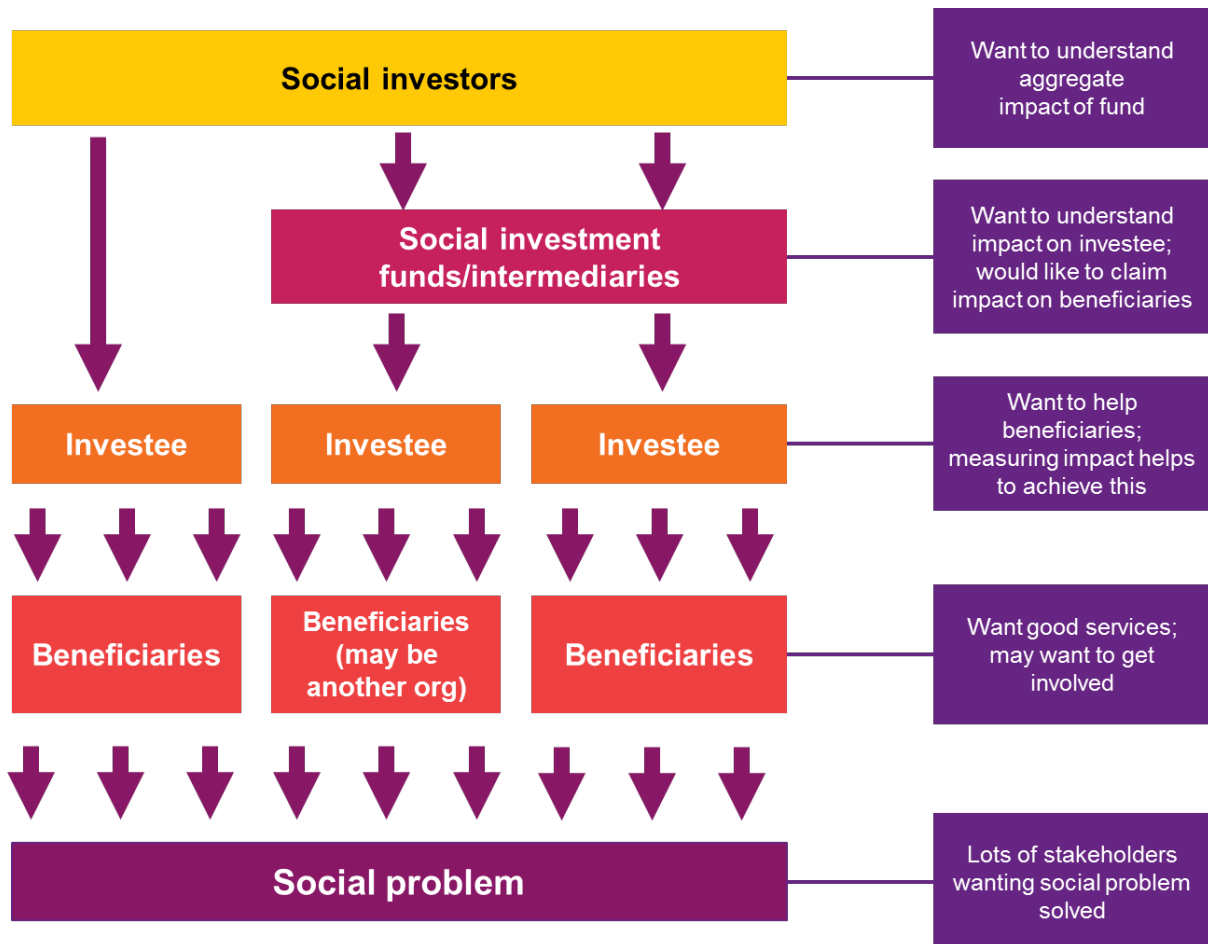 Social investors
Want to understand
aggregate
impact of fund
Social investment
funds/intermediaries
Want to understand
impact on investee;
would like to claim
impact on beneficiaries
Investee
Investee
Investee
Want to help
beneficiaries;
measuring impact helps
to achieve this
Beneficiaries
Beneficiaries
(may be
another org)
Beneficiaries
Want good services;
may want to get
involved
Social problem
Lots of stakeholders
wanting social problem
solved